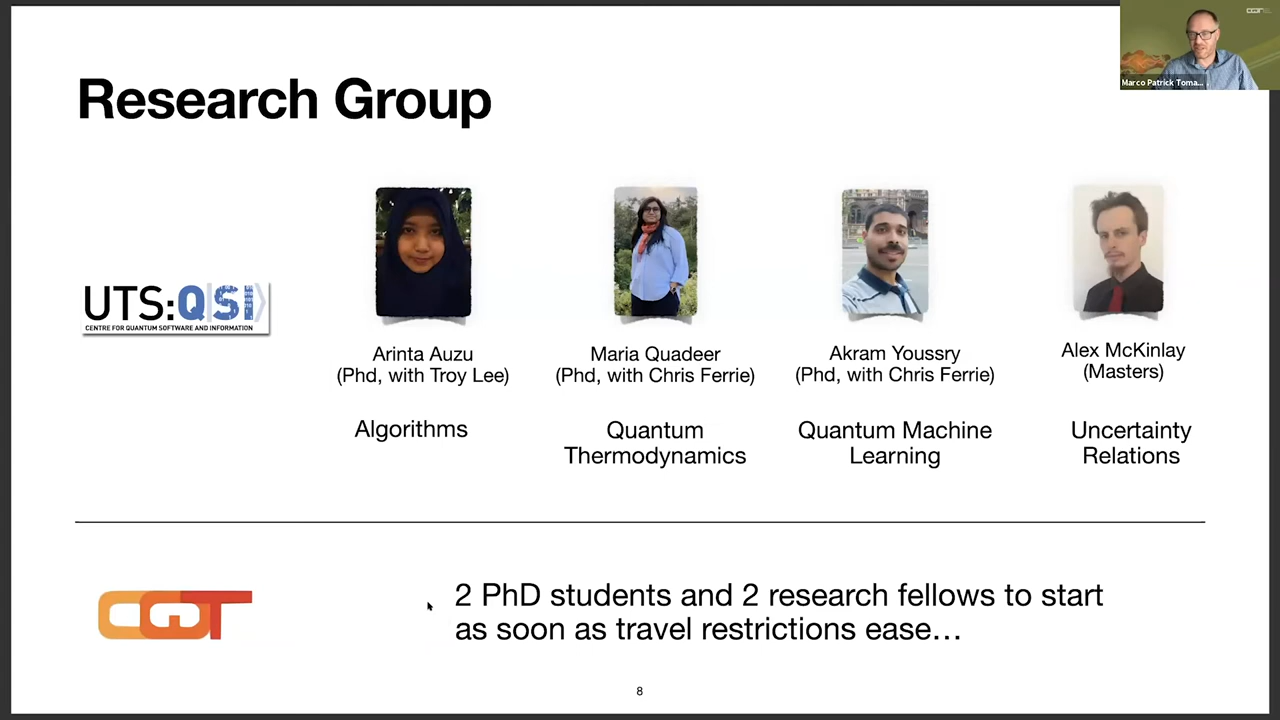 Research Group
Marco Patrick Toma...
UTS:QSI
CENTRE FOR QUANTUM SOFTWARE AND INFORMATION
Arinta Auzu
(Phd, with Troy Lee)
Algorithms
Maria Quadeer
(Phd, with Chris Ferrie)
Quantum
Thermodynamics
Akram Youssry
(Phd, with Chris Ferrie)
Quantum Machine
Learning
Alex McKinlay
(Masters)
Uncertainty
Relations
CQT
2 PhD students and 2 research fellows to start
as soon as travel restrictions ease…
8